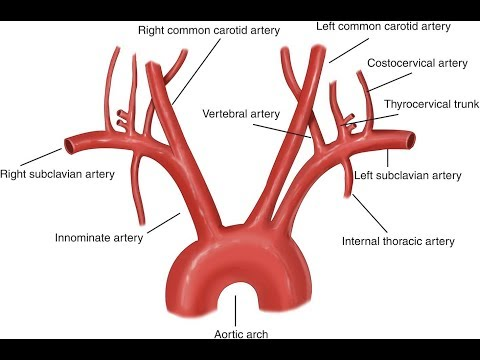 Right common carotid artery
Left common carotid artery
Costocervical artery
Thyrocervical trunk
Vertebral artery
Right subclavian artery
Left subclavian artery
Innominate artery
Internal thoracic artery
Aortic arch